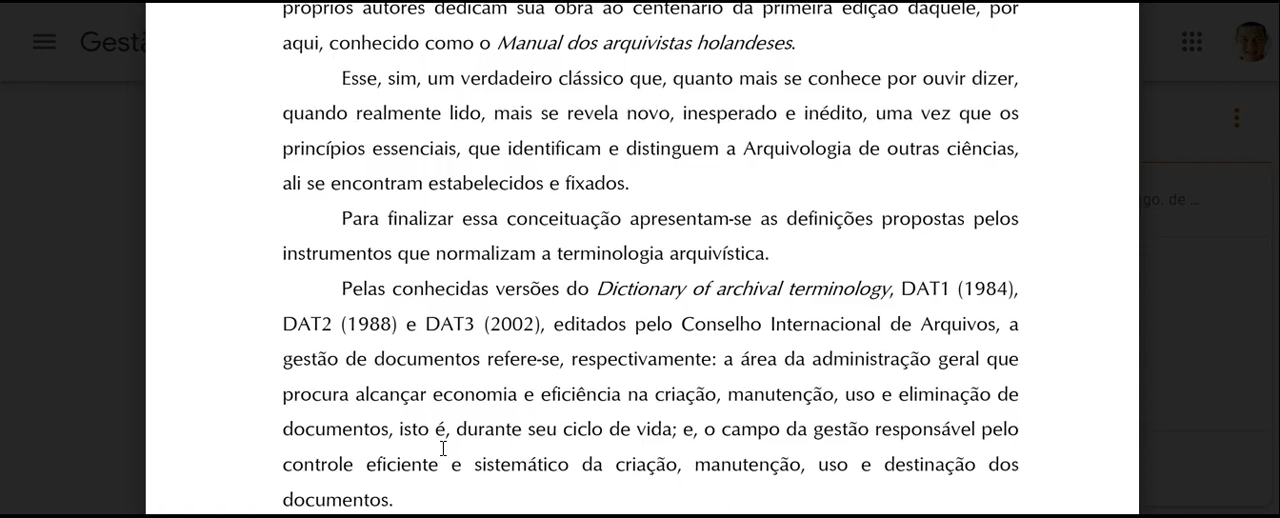 próprios autores dedicam sua obra ao centenário da primeira edição daquele, por
aqui, conhecido como o Manual dos arquivistas holandeses.
Esse, sim, um verdadeiro clássico que, quanto mais se conhece por ouvir dizer,
quando realmente lido, mais se revela novo, inesperado e inédito, uma vez que os
princípios essenciais, que identificam e distinguem a Arquivologia de outras ciências,
ali se encontram estabelecidos e fixados.
Para finalizar essa conceituação apresentam-se as definições propostas pelos
instrumentos que normalizam a terminologia arquivística.
Pelas conhecidas versões do Dictionary of archival terminology, DAT1 (1984),
DAT2 (1988) e DAT3 (2002), editados pelo Conselho Internacional de Arquivos, a
gestão de documentos refere-se, respectivamente: a área da administração geral que
procura alcançar economia e eficiência na criação, manutenção, uso e eliminação de
documentos, isto é, durante seu ciclo de vida; e, o campo da gestão responsável pelo
controle eficiente e sistemático da criação, manutenção, uso e destinação dos
documentos.
Gestã
go. de ...